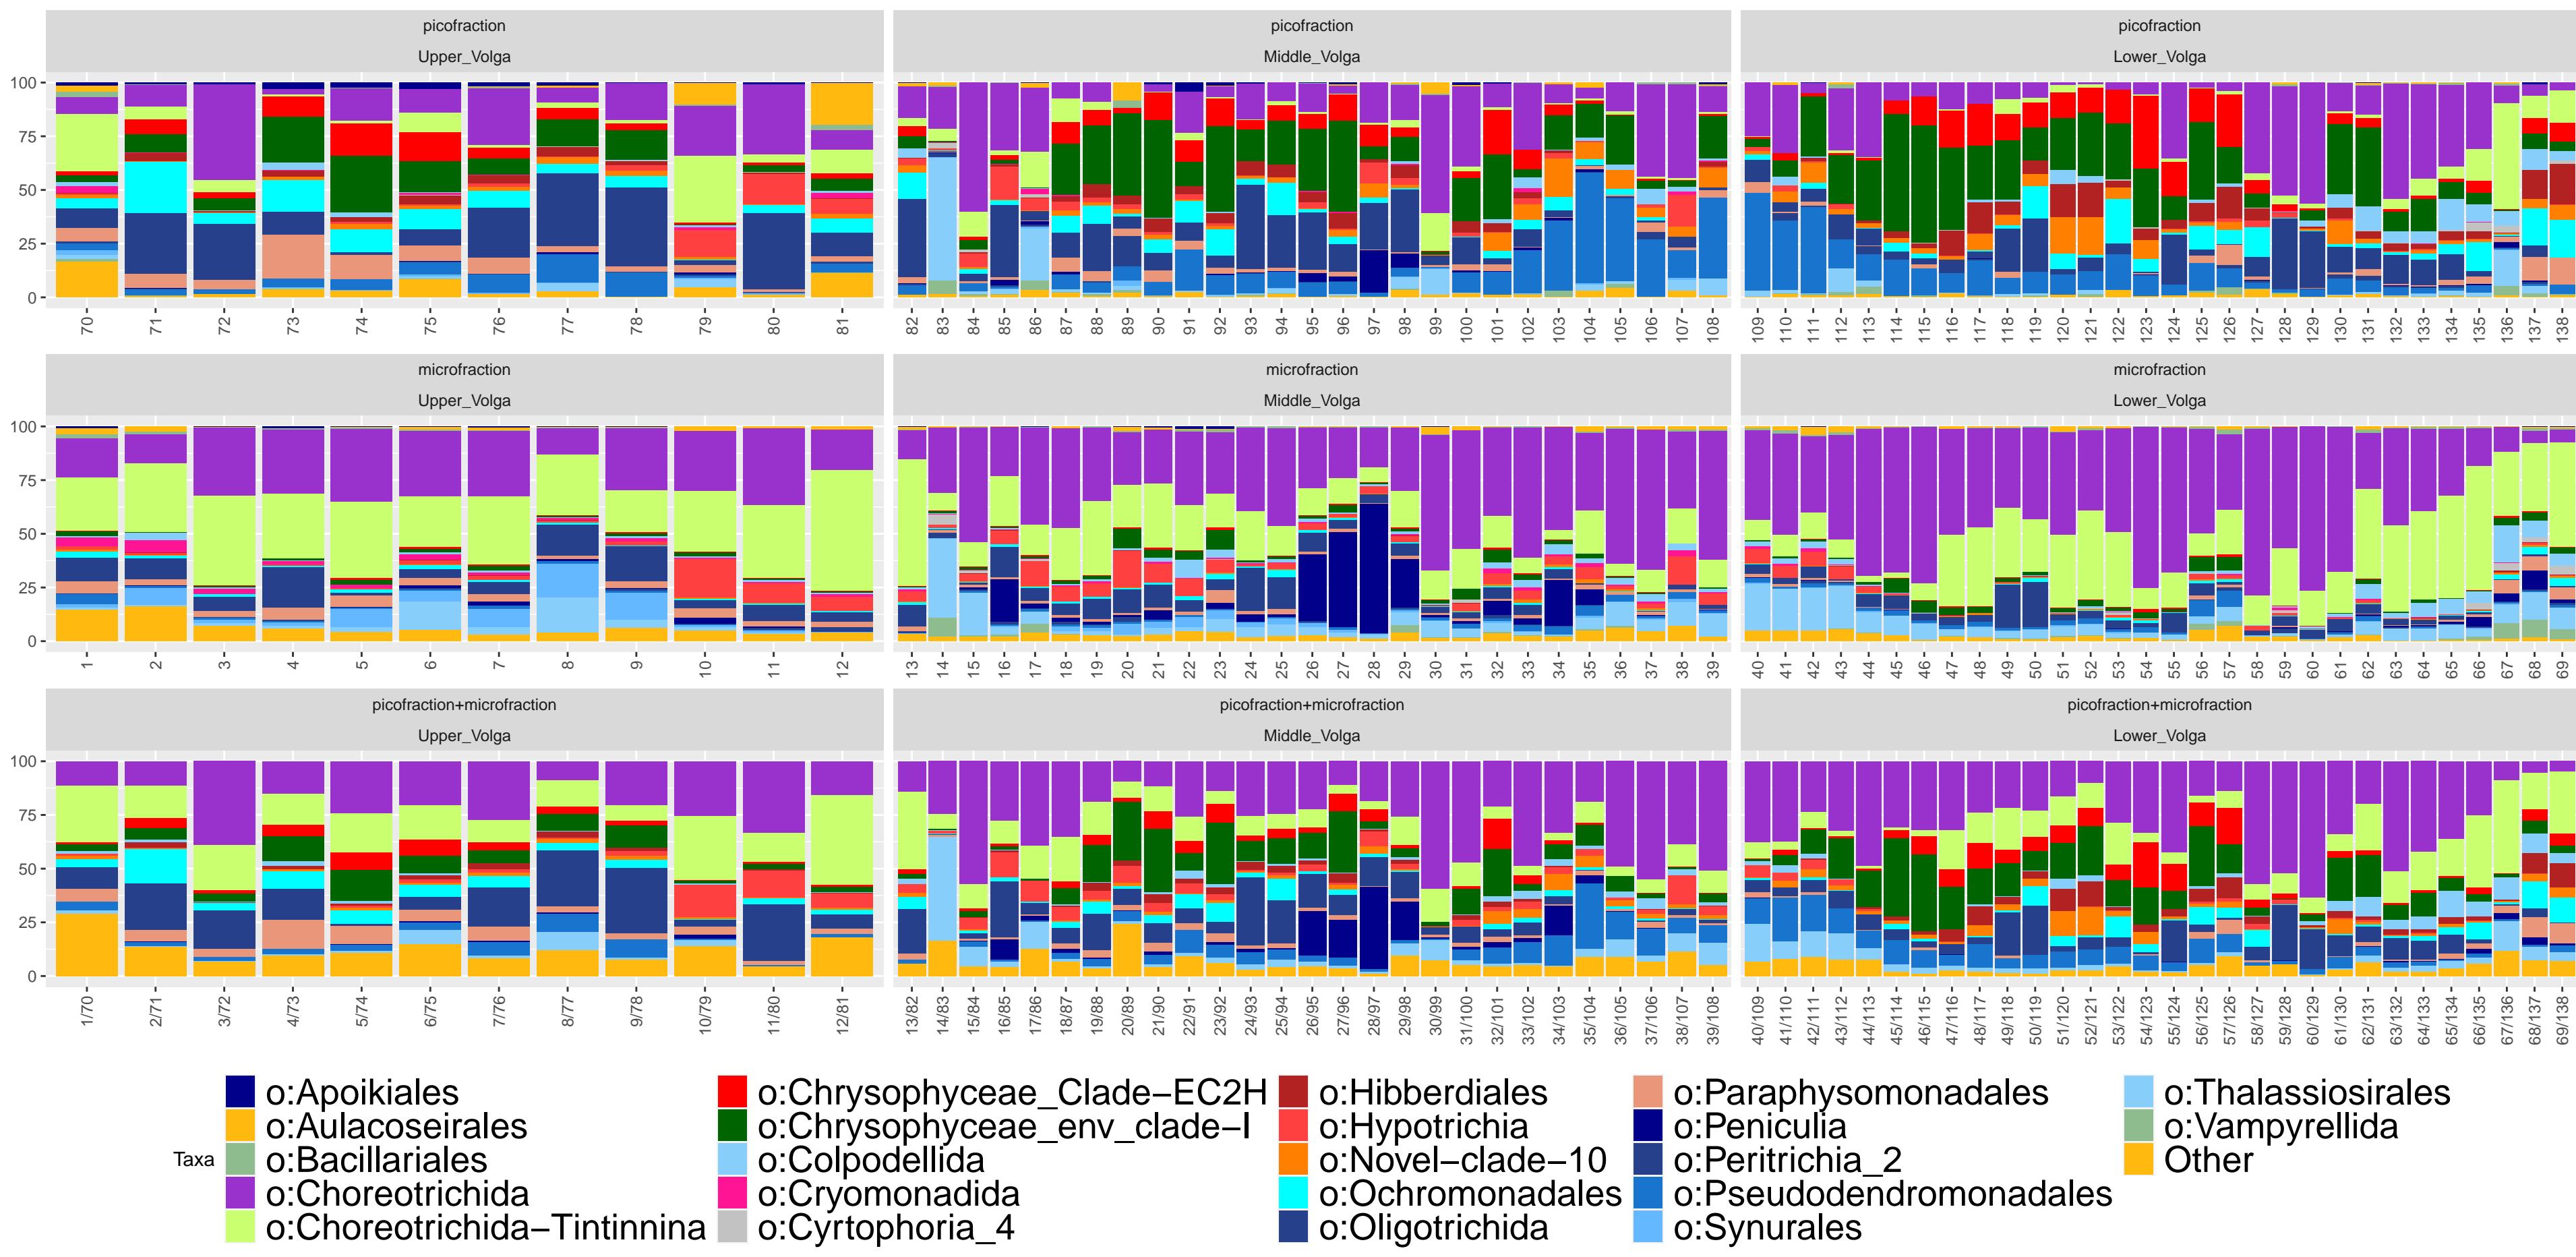 picofraction picofraction picofraction
Upper_Volga Middle_Volga Lower_Volga
100
75
50
25
0
70 71 72 73 74 75 76 77 78 79 80 81 82 83 84 85 86 87 88 89 90 91 92 93 94 95 96 97 98 99 100 101 102 103 104 105 106 107 108 109 110 111 112 113 114 115 116 117 118 119 120 121 122 123 124 125 126 127 128 129 130 131 132 133 134 135 136 137 138
microfraction microfraction microfraction
Upper_Volga Middle_Volga Lower_Volga
100
75
50
25
0
1 2 3 4 5 6 7 8 9 10 11 12 13 14 15 16 17 18 19 20 21 22 23 24 25 26 27 28 29 30 31 32 33 34 35 36 37 38 39 40 41 42 43 44 45 46 47 48 49 50 51 52 53 54 55 56 57 58 59 60 61 62 63 64 65 66 67 68 69
picofraction+microfraction picofraction+microfraction picofraction+microfraction
Upper_Volga Middle_Volga Lower_Volga
100
75
50
25
0
1/70 2/71 3/72 4/73 5/74 6/75 7/76 8/77 9/78 10/79 11/80 12/81 13/82 14/83 15/84 16/85 17/86 18/87 19/88 20/89 21/90 22/91 23/92 24/93 25/94 26/95 27/96 28/97 29/98 30/99 31/100 32/101 33/102 34/103 35/104 36/105 37/106 38/107 39/108 40/109 41/110 42/111 43/112 44/113 45/114 46/115 47/116 48/117 49/118 50/119 51/120 52/121 53/122 54/123 55/124 56/125 57/126 58/127 59/128 60/129 61/130 62/131 63/132 64/133 65/134 66/135 67/136 68/137 69/138
o:Apoikiales o:Chrysophyceae_Clade−EC2H o:Hibberdiales o:Paraphysomonadales o:Thalassiosirales
o:Aulacoseirales o:Chrysophyceae_env_clade−I o:Hypotrichia o:Peniculia o:Vampyrellida
Taxa o:Bacillariales o:Colpodellida o:Novel−clade−10 o:Peritrichia_2 Other
o:Choreotrichida o:Cryomonadida o:Ochromonadales o:Pseudodendromonadales
o:Choreotrichida−Tintinnina o:Cyrtophoria_4 o:Oligotrichida o:Synurales